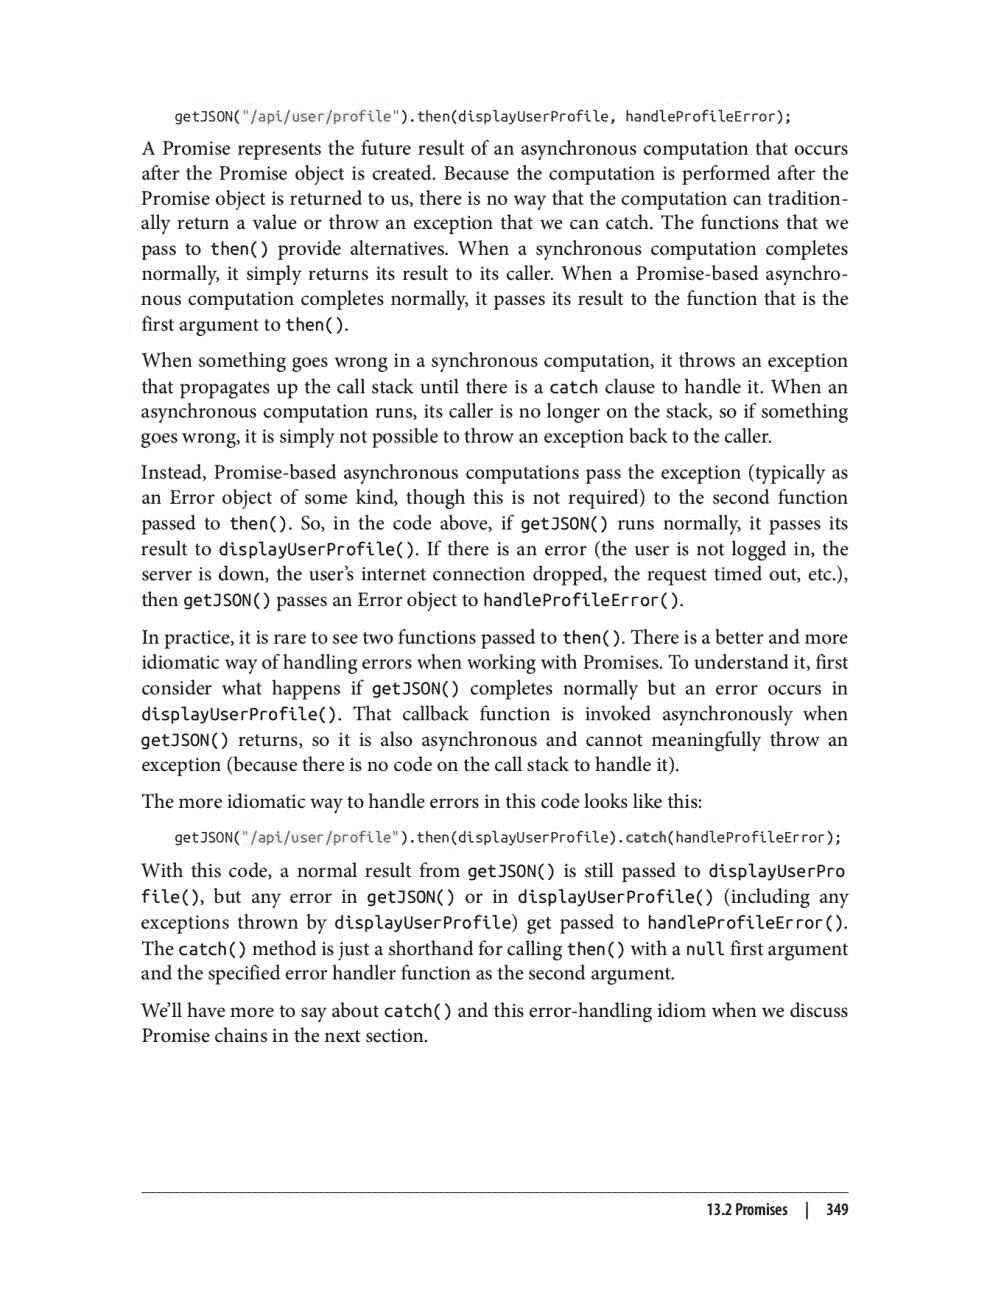 getJSON("/api/user/profile").then(displayUserProfile, handleProfileError);
A Promise represents the future result of an asynchronous computation that occurs
after the Promise object is created. Because the computation is performed after the
Promise object is returned to us, there is no way that the computation can tradition-
ally return a value or throw an exception that we can catch. The functions that we
pass to then() provide alternatives. When a synchronous computation completes
normally, it simply returns its result to its caller. When a Promise-based asynchro-
nous computation completes normally, it passes its result to the function that is the
first argument to then().
When something goes wrong in a synchronous computation, it throws an exception
that propagates up the call stack until there is a catch clause to handle it. When an
asynchronous computation runs, its caller is no longer on the stack, so if something
goes wrong, it is simply not possible to throw an exception back to the caller.
Instead, Promise-based asynchronous computations pass the exception (typically as
an Error object of some kind, though this is not required) to the second function
passed to then(). So, in the code above, if getJSON() runs normally, it passes its
result to displayUserProfile(). If there is an error (the user is not logged in, the
server is down, the user’s internet connection dropped, the request timed out, etc.),
then getJSON() passes an Error object to handleProfileError().
In practice, it is rare to see two functions passed to then(). There is a better and more
idiomatic way of handling errors when working with Promises. To understand it, first
consider what happens if getJSON() completes normally but an error occurs in
displayUserProfile(). That callback function is invoked asynchronously when
getJSON() returns, so it is also asynchronous and cannot meaningfully throw an
exception (because there is no code on the call stack to handle it).
The more idiomatic way to handle errors in this code looks like this:
getJSON("/api/user/profile").then(displayUserProfile).catch(handleProfileError);
With this code, a normal result from getJSON() is still passed to displayUserPro
file(), but any error in getJSON() or in displayUserProfile() (including any
exceptions thrown by displayUserProfile) get passed to handleProfileError().
The catch() method is just a shorthand for calling then() with a null first argument
and the specified error handler function as the second argument.
We’ll have more to say about catch() and this error-handling idiom when we discuss
Promise chains in the next section.
13.2 Promises | 349